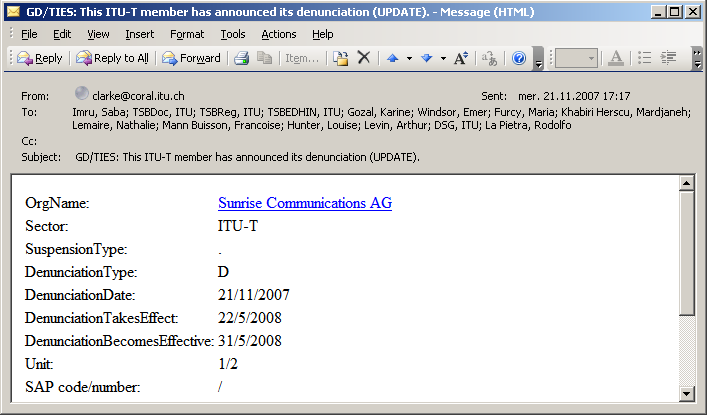 GD/TIES: This ITU-T member has announced its denunciation (UPDATE). - Message (HTML)
File Edit View Insert Format Tools Actions Help
Reply Reply to All Forward Item... A
From: clarke@coral.itu.ch Sent: mer. 21.11.2007 17:17
To: Imru, Saba; TSBDoc, ITU; TSBReg, ITU; TSBEDHIN, ITU; Gozal, Karine; Windsor, Emer; Furcy, Maria; Khabiri Herscu, Mardjaneh;
Lemaire, Nathalie; Mann Buisson, Francoise; Hunter, Louise; Levin, Arthur; DSG, ITU; La Pietra, Rodolfo
Cc:
Subject: GD/TIES: This ITU-T member has announced its denunciation (UPDATE).
OrgName: Sunrise Communications AG
Sector: ITU-T
SuspensionType: .
DenunciationType: D
DenunciationDate: 21/11/2007
DenunciationTakesEffect: 22/5/2008
DenunciationBecomesEffective: 31/5/2008
Unit: 1/2
SAP code/number: /